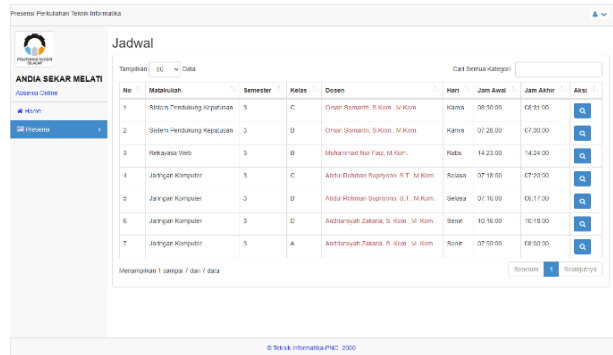 Presensi Perkuliahan Teknik Informatika
POLITEKNIK NEGERI
CILACAP
ANDIA SEKAR MELATI
Absensi Online
Home
Presensi
Jadwal
Tampilkan 50 Data
Cari Semua Kategori
No Matakuliah Semester Kelas Dosen Hari Jam Awal Jam Akhir Aksi
1 Sistem Pendukung Keputusan 3 C Oman Somantri, S.Kom., M.Kom. Kamis 08:30:00 08:31:00
2 Sistem Pendukung Keputusan 3 B Oman Somantri, S.Kom., M.Kom. Kamis 07:28:00 07:30:00
3 Rekayasa Web 3 B Muhammad Nur Faiz, M.Kom. Rabu 14:23:00 14:24:00
4 Jaringan Komputer 3 C Abdul Rohman Supriyono, S.T., M.Kom. Selasa 07:18:00 07:20:00
5 Jaringan Komputer 3 B Abdul Rohman Supriyono, S.T., M.Kom. Selasa 07:16:00 06:17:00
6 Jaringan Komputer 3 D Andriansyah Zakaria, S. Kom., M. Kom. Senin 10:16:00 10:18:00
7 Jaringan Komputer 3 A Andriansyah Zakaria, S. Kom., M. Kom. Senin 07:59:00 08:00:00
Menampilkan 1 sampai 7 dari 7 data
Sebelum 1 Selanjutnya
© Teknik Informatika-PNC 2020